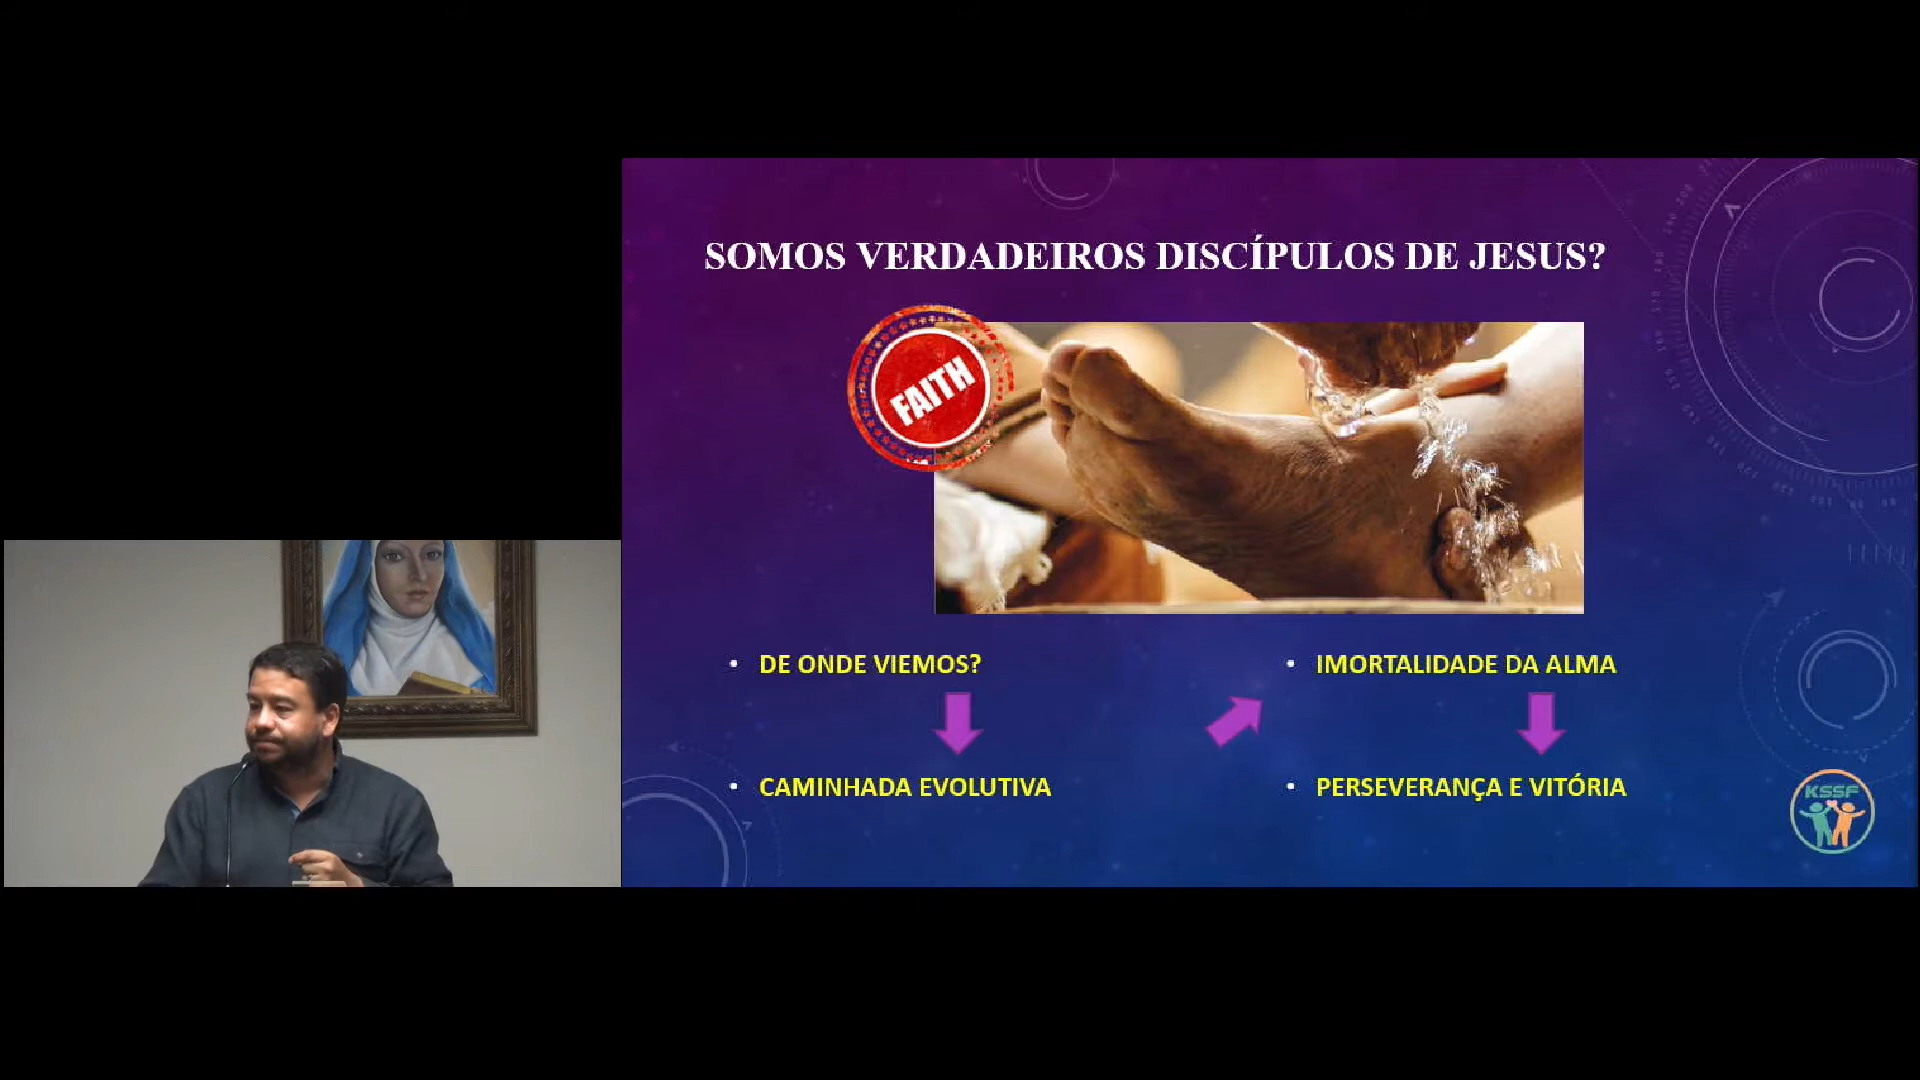 SOMOS VERDADEIROS DISCÍPULOS DE JESUS?
FAITH
• DE ONDE VIEMOS?
• CAMINHADA EVOLUTIVA
• IMORTALIDADE DA ALMA
• PERSEVERANÇA E VITÓRIA
KSSF